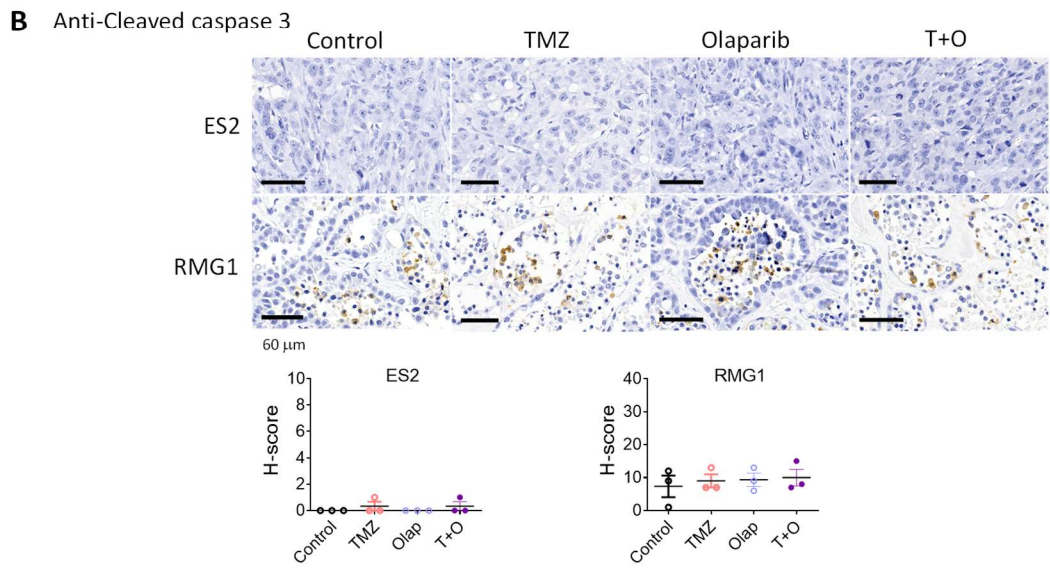 B Anti-Cleaved caspase 3
Control TMZ Olaparib T+O
ES2
RMG1
60 μm
ES2 RMG1
10 40
8
30
6
20
4
10
2
0 0
H-score H-score
Control TMZ Olap T+O Control TMZ Olap T+O